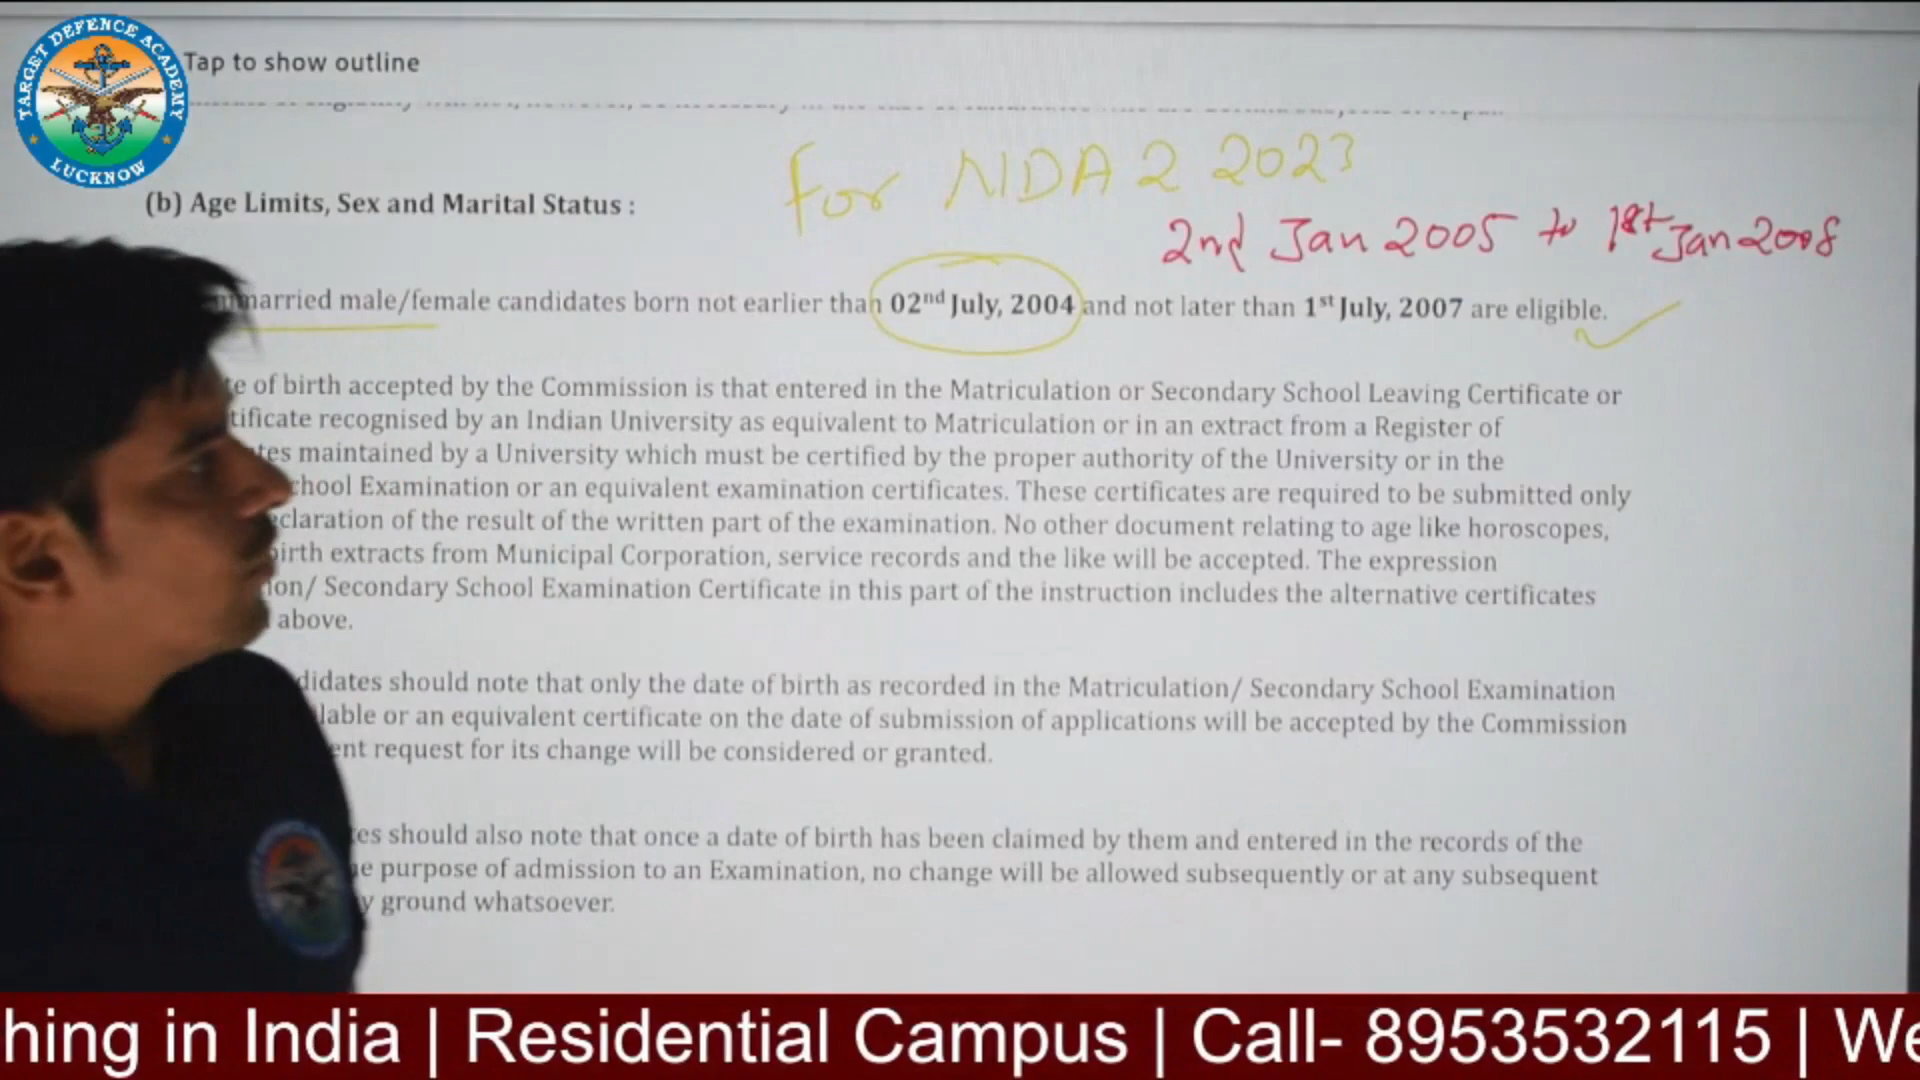 TARGET DEFENCE ACADEMY
LUCKNOW
Tap to show outline
For NDA 2 2023
(b) Age Limits, Sex and Marital Status :
2nd Jan 2005 to 1st Jan 2008
married male/female candidates born not earlier than 02nd July, 2004 and not later than 1st July, 2007 are eligible.
e of birth accepted by the Commission is that entered in the Matriculation or Secondary School Leaving Certificate or
tificate recognised by an Indian University as equivalent to Matriculation or in an extract from a Register of
tes maintained by a University which must be certified by the proper authority of the University or in the
chool Examination or an equivalent examination certificates. These certificates are required to be submitted only
claration of the result of the written part of the examination. No other document relating to age like horoscopes,
irth extracts from Municipal Corporation, service records and the like will be accepted. The expression
ion/ Secondary School Examination Certificate in this part of the instruction includes the alternative certificates
above.
didates should note that only the date of birth as recorded in the Matriculation/ Secondary School Examination
lable or an equivalent certificate on the date of submission of applications will be accepted by the Commission
ent request for its change will be considered or granted.
es should also note that once a date of birth has been claimed by them and entered in the records of the
e purpose of admission to an Examination, no change will be allowed subsequently or at any subsequent
y ground whatsoever.
hing in India | Residential Campus | Call- 8953532115 | We